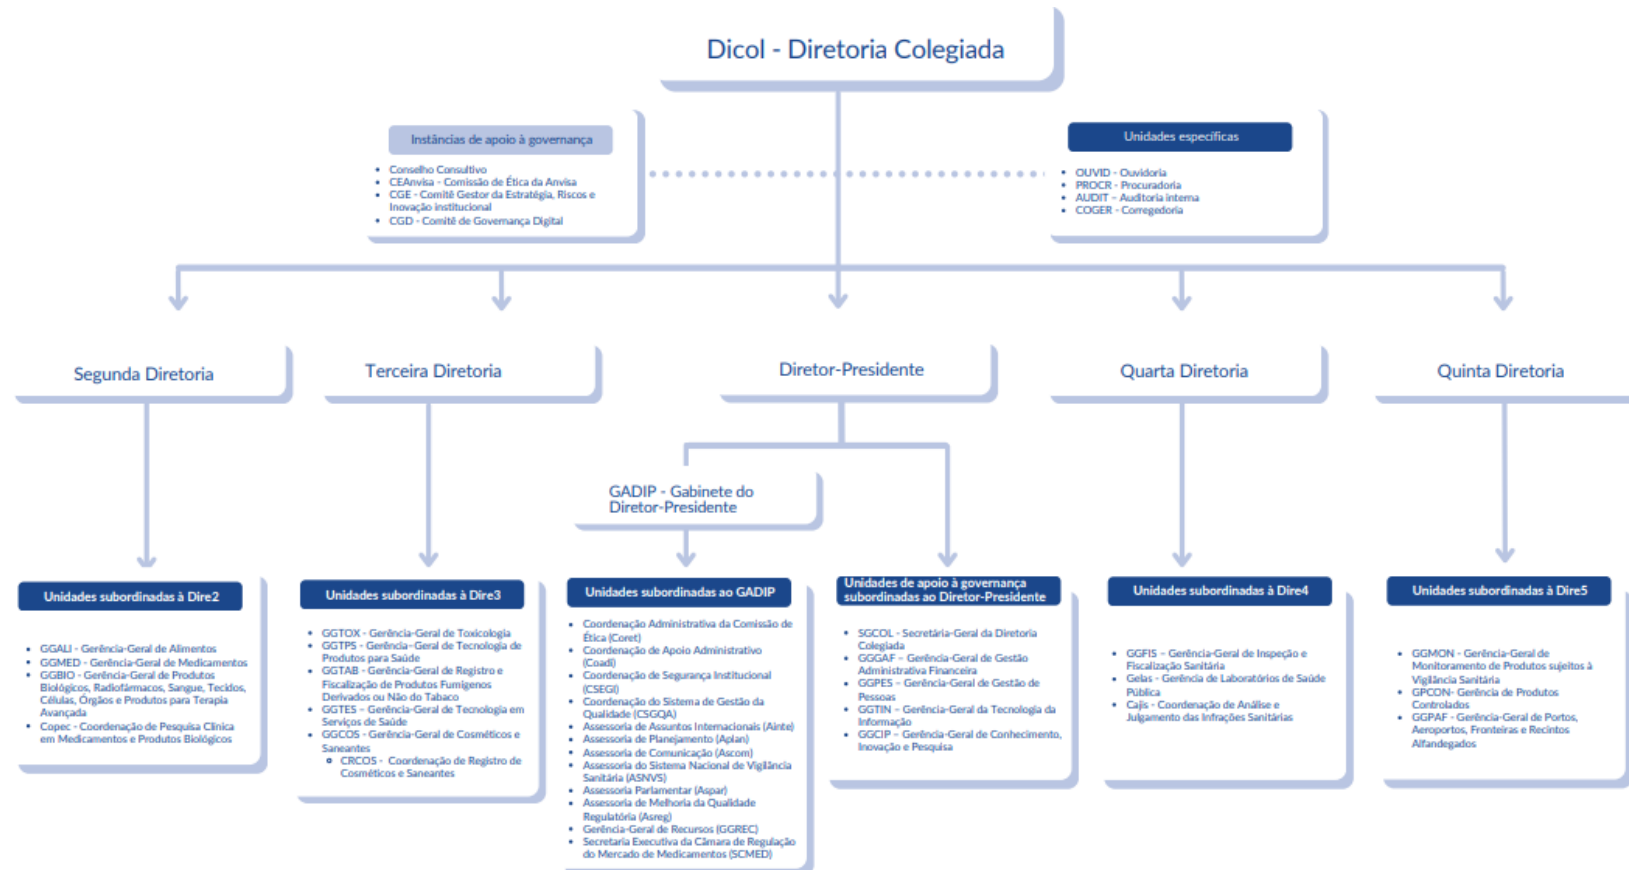 Dicol - Diretoria Colegiada
Instâncias de apoio à governança
• Conselho Consultivo
• CEAnvisa - Comissão de Ética da Anvisa
• CGE - Comitê Gestor da Estratégia, Riscos e
Inovação institucional
• CGD - Comitê de Governança Digital
Unidades específicas
• OUVID - Ouvidoria
• PROCR - Procuradoria
• AUDIT – Auditoria interna
• COGER - Corregedoria
Segunda Diretoria
Terceira Diretoria
Diretor-Presidente
Quarta Diretoria
Quinta Diretoria
GADIP - Gabinete do
Diretor-Presidente
Unidades subordinadas à Dire2
• GGALI - Gerência-Geral de Alimentos
• GGMED - Gerência-Geral de Medicamentos
• GGBIO - Gerência-Geral de Produtos
Biológicos, Radiofármacos, Sangue, Tecidos,
Células, Órgãos e Produtos para Terapia
Avançada
• Copec - Coordenação de Pesquisa Clínica
em Medicamentos e Produtos Biológicos
Unidades subordinadas à Dire3
• GGTOX - Gerência-Geral de Toxicologia
• GGTPS - Gerência-Geral de Tecnologia de
Produtos para Saúde
• GGTAB - Gerência-Geral de Registro e
Fiscalização de Produtos Fumígenos
Derivados ou Não do Tabaco
• GGTES – Gerência-Geral de Tecnologia em
Serviços de Saúde
• GGCOS - Gerência-Geral de Cosméticos e
Saneantes
CRCOS - Coordenação de Registro de
Cosméticos e Saneantes
Unidades subordinadas ao GADIP
• Coordenação Administrativa da Comissão de
Ética (Coret)
• Coordenação de Apoio Administrativo
(Coadi)
• Coordenação de Segurança Institucional
(CSEGI)
• Coordenação do Sistema de Gestão da
Qualidade (CSGQA)
• Assessoria de Assuntos Internacionais (Ainte)
• Assessoria de Planejamento (Aplan)
• Assessoria de Comunicação (Ascom)
• Assessoria do Sistema Nacional de Vigilância
Sanitária (ASNVS)
• Assessoria Parlamentar (Aspar)
• Assessoria de Melhoria da Qualidade
Regulatória (Asreg)
• Gerência-Geral de Recursos (GGREC)
• Secretaria Executiva da Câmara de Regulação
do Mercado de Medicamentos (SCMED)
Unidades de apoio à governança
subordinadas ao Diretor-Presidente
• SGCOL - Secretária-Geral da Diretoria
Colegiada
• GGGAF – Gerência-Geral de Gestão
Administrativa Financeira
• GGPES – Gerência-Geral de Gestão de
Pessoas
• GGTIN – Gerência-Geral da Tecnologia da
Informação
• GGCIP – Gerência-Geral de Conhecimento,
Inovação e Pesquisa
Unidades subordinadas à Dire4
• GGFIS – Gerência-Geral de Inspeção e
Fiscalização Sanitária
• Gelas - Gerência de Laboratórios de Saúde
Pública
• Cajis - Coordenação de Análise e
Julgamento das Infrações Sanitárias
Unidades subordinadas à Dire5
• GGMON - Gerência-Geral de
Monitoramento de Produtos sujeitos à
Vigilância Sanitária
• GPCON- Gerência de Produtos
Controlados
• GGPAF - Gerência-Geral de Portos,
Aeroportos, Fronteiras e Recintos
Alfandegados